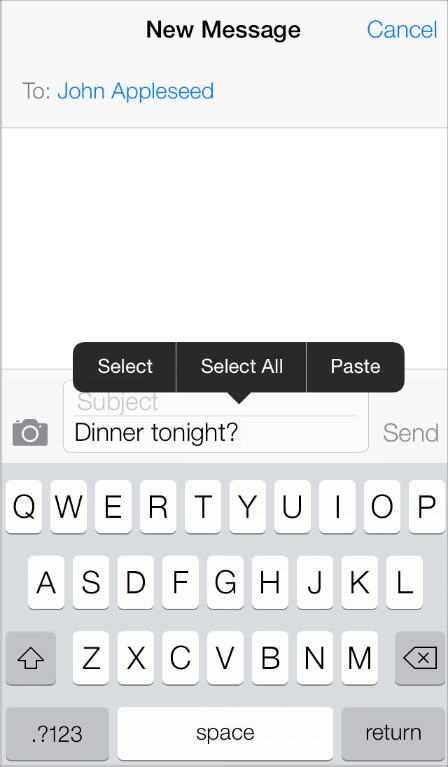 New Message Cancel
To: John Appleseed
Select Select All Paste
Subject
Dinner tonight?
Send
Q W E R T Y U I O P
A S D F G H J K L
Z X C V B N M
.?123 space return